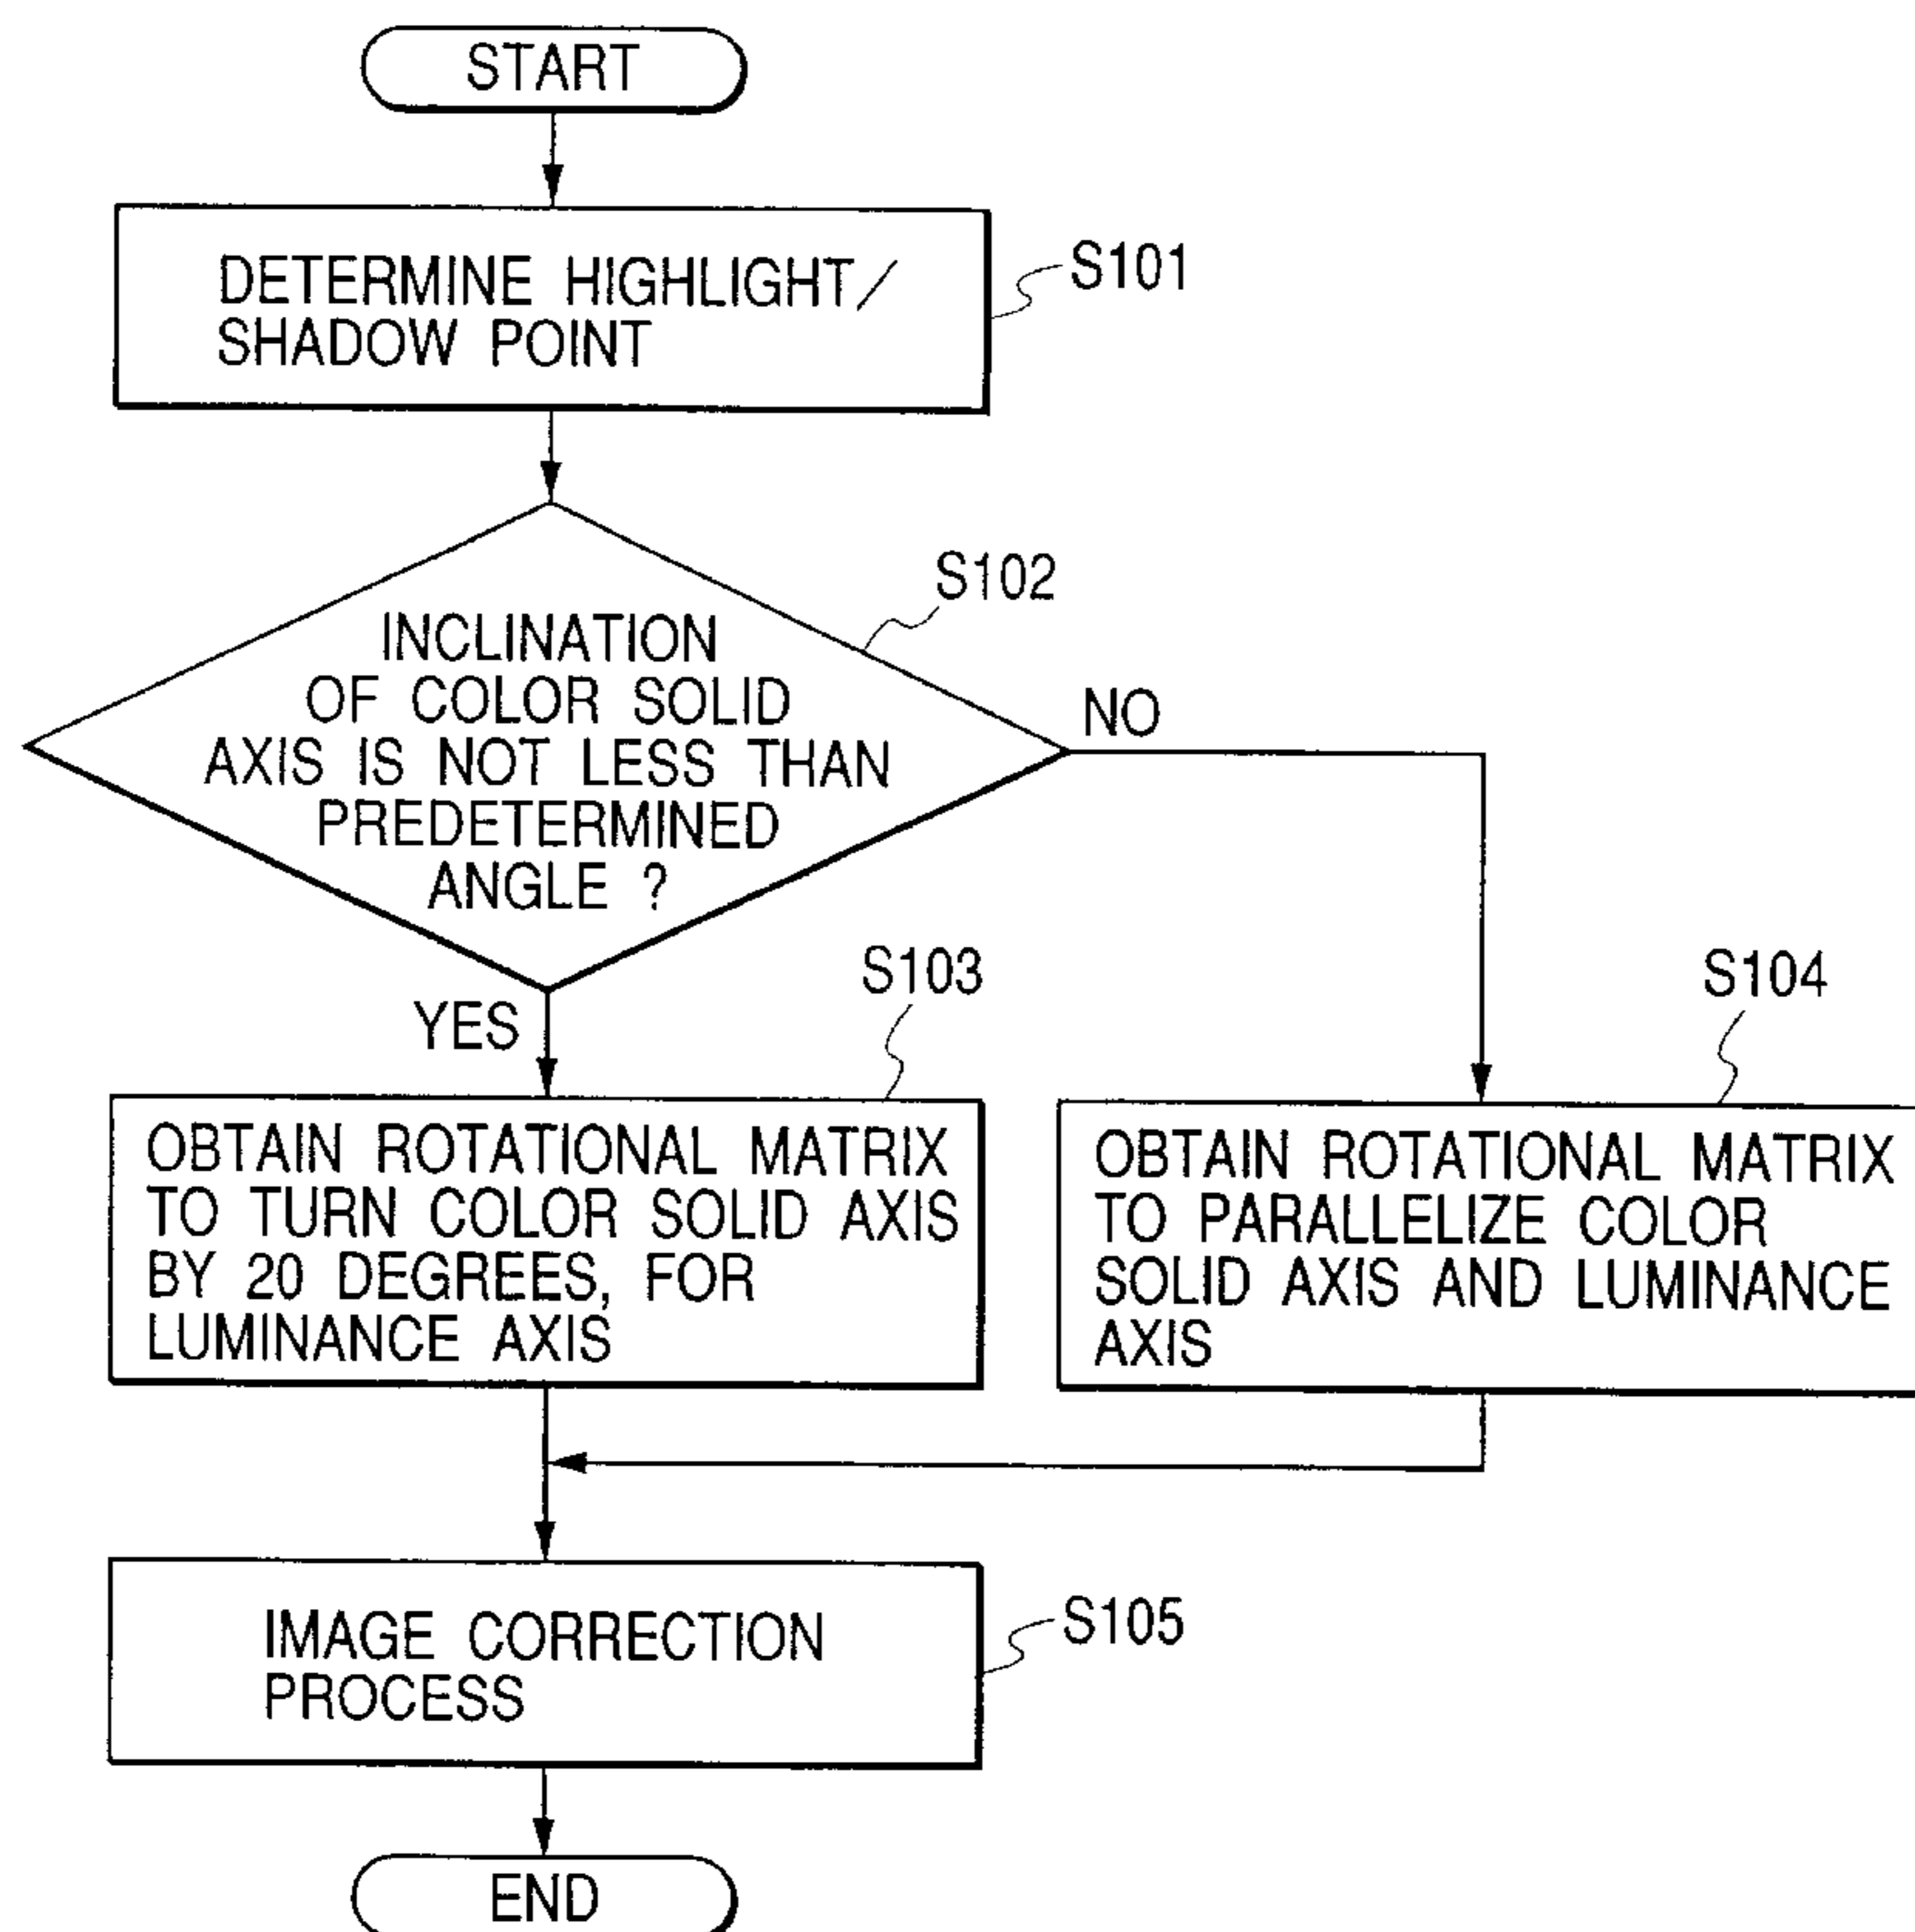 START
DETERMINE HIGHLIGHT/
SHADOW POINT
S101
S102
INCLINATION
OF COLOR SOLID
AXIS IS NOT LESS THAN
PREDETERMINED
ANGLE ?
NO
YES
S103
OBTAIN ROTATIONAL MATRIX
TO TURN COLOR SOLID AXIS
BY 20 DEGREES, FOR
LUMINANCE AXIS
S104
OBTAIN ROTATIONAL MATRIX
TO PARALLELIZE COLOR
SOLID AXIS AND LUMINANCE
AXIS
IMAGE CORRECTION
PROCESS
S105
END